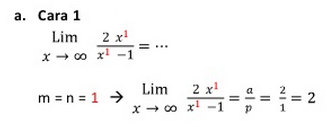 a. Cara 1
Lim x → ∞ 2 x¹ / x¹ −1 = ⋯
m = n = 1 → Lim x → ∞ 2 x¹ / x¹ −1 = a/p = 2/1 = 2